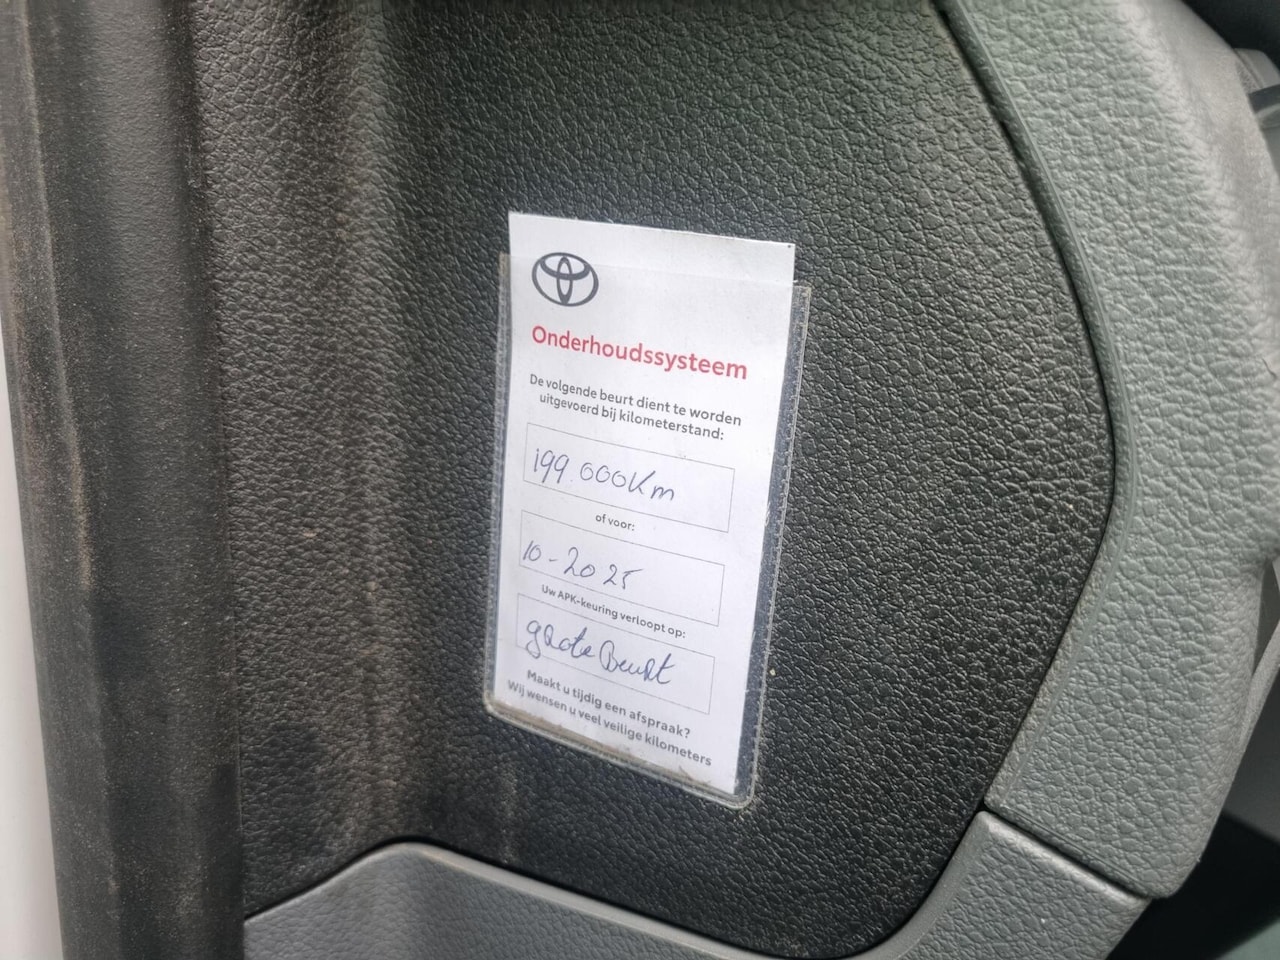 Onderhoudssysteem
De volgende beurt dient te worden
uitgevoerd bij kilometerstand:
199.000Km
of voor:
10-2025
Uw APK-keuring verloopt op:
grote Beurt
Maakt u tijdig een afspraak?
Wij wensen u veel veilige kilometers